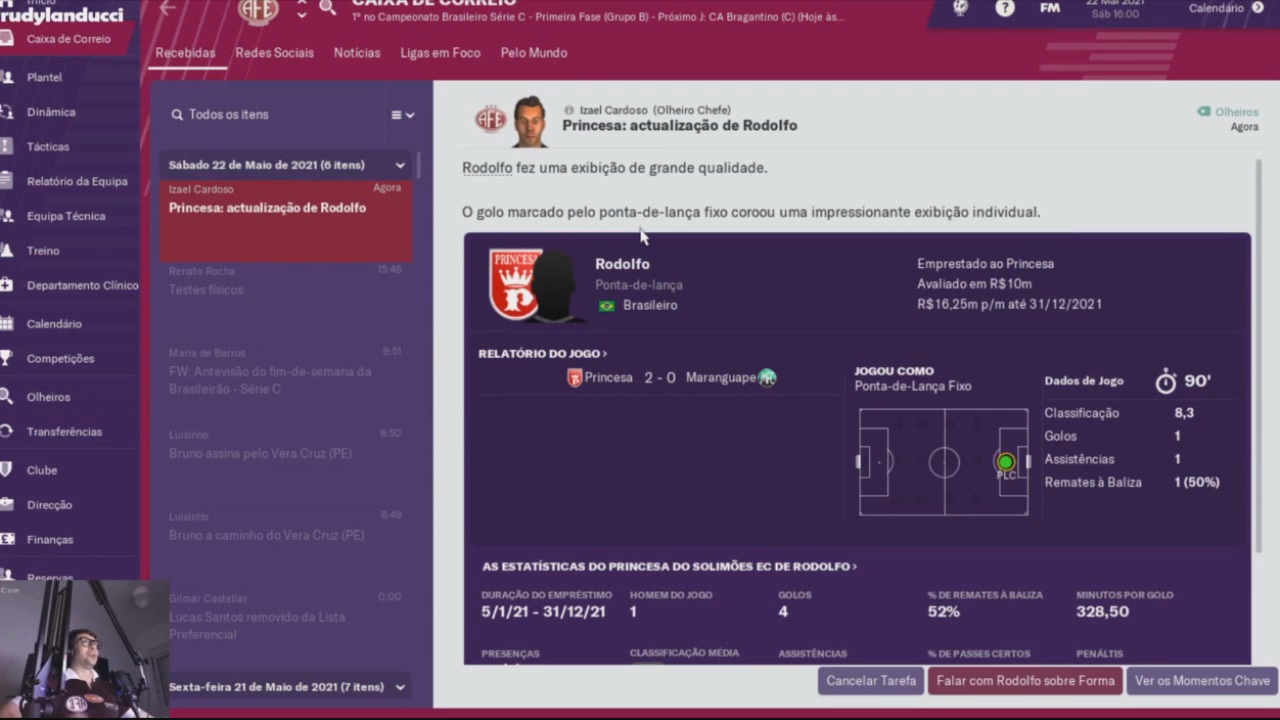 Início
rudylanducci
Caixa de Correio
Plantel
Dinâmica
Tácticas
Relatório da Equipa
Equipa Técnica
Treino
Departamento Clínico
Calendário
Competições
Olheiros
Transferências
Clube
Direcção
Finanças
Reservas
Cam
AFE
CAIXA DE CORREIO
1º no Campeonato Brasileiro Série C - Primeira Fase (Grupo B) - Próximo J: CA Bragantino (C) (Hoje às...
FM
22 Mai 2021
Sáb 16:00
Calendário
Recebidas
Redes Sociais
Notícias
Ligas em Foco
Pelo Mundo
Todos os itens
Sábado 22 de Maio de 2021 (6 itens)
Izael Cardoso Agora
Princesa: actualização de Rodolfo
Renato Rocha 15:48
Testes físicos
Maria de Barros 9:51
FW: Antevisão do fim-de-semana da
Brasileirão - Série C
Luisinho 8:50
Bruno assina pelo Vera Cruz (PE)
Luisinho 8:49
Bruno a caminho do Vera Cruz (PE)
Gilmar Castellar 0:00
Lucas Santos removido da Lista
Preferencial
Sexta-feira 21 de Maio de 2021 (7 itens)
AFE
Izael Cardoso (Olheiro Chefe)
Princesa: actualização de Rodolfo
Olheiros
Agora
Rodolfo fez uma exibição de grande qualidade.
O golo marcado pelo ponta-de-lança fixo coroou uma impressionante exibição individual.
PRINCESA
P
Rodolfo
Ponta-de-lança
Brasileiro
Emprestado ao Princesa
Avaliado em R$10m
R$16,25m p/m até 31/12/2021
RELATÓRIO DO JOGO >
Princesa 2 - 0 Maranguape
JOGOU COMO
Ponta-de-Lança Fixo
PLC
Dados de Jogo 90'
Classificação 8,3
Golos 1
Assistências 1
Remates à Baliza 1 (50%)
AS ESTATÍSTICAS DO PRINCESA DO SOLIMÕES EC DE RODOLFO >
DURAÇÃO DO EMPRÉSTIMO HOMEM DO JOGO GOLOS % DE REMATES À BALIZA MINUTOS POR GOLO
5/1/21 - 31/12/21 1 4 52% 328,50
PRESENÇAS CLASSIFICAÇÃO MÉDIA ASSISTÊNCIAS % DE PASSES CERTOS PENÁLTIS
Cancelar Tarefa
Falar com Rodolfo sobre Forma
Ver os Momentos Chave